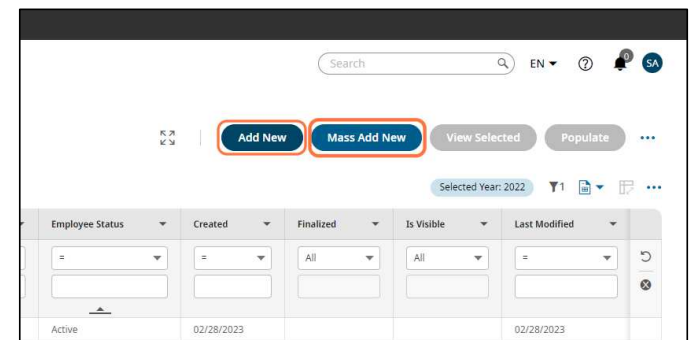 Search EN 0 SA
Add New Mass Add New View Selected Populate
Selected Year: 2022 1
Employee Status Created Finalized Is Visible Last Modified
= = All All =
Active 02/28/2023 02/28/2023